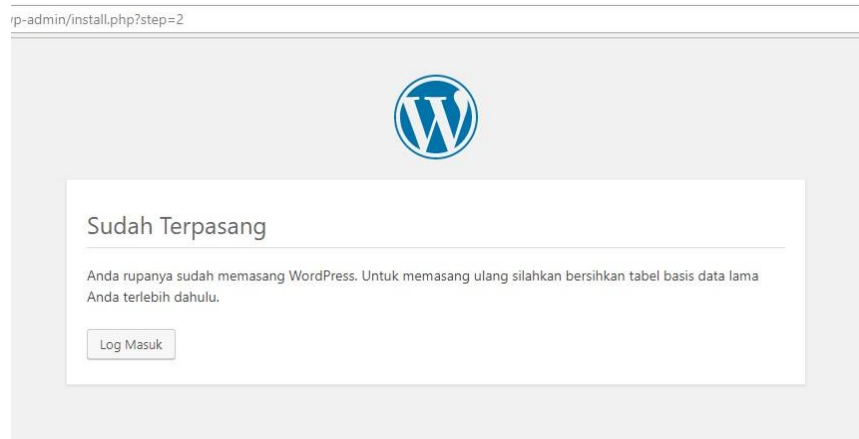 /p-admin/install.php?step=2
Sudah Terpasang
Anda rupanya sudah memasang WordPress. Untuk memasang ulang silahkan bersihkan tabel basis data lama
Anda terlebih dahulu.
Log Masuk